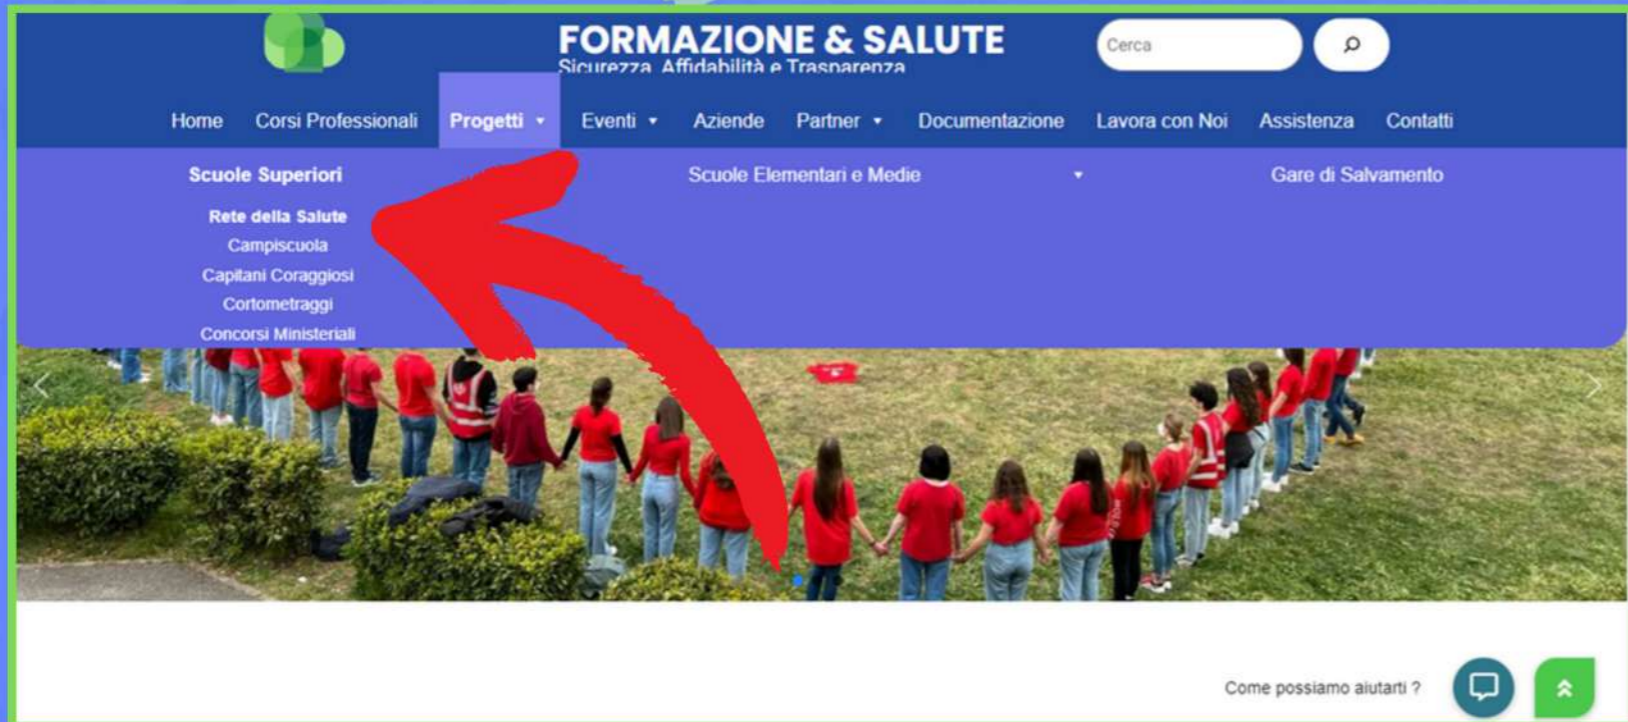 FORMAZIONE & SALUTE
Sicurezza Affidabilità e Trasparenza
Cerca
Home Corsi Professionali Progetti Eventi Aziende Partner Documentazione Lavora con Noi Assistenza Contatti
Scuole Superiori Scuole Elementari e Medie Gare di Salvamento
Rete della Salute
Campiscuola
Capitani Coraggiosi
Cortometraggi
Concorsi Ministeriali
Come possiamo aiutarti ?